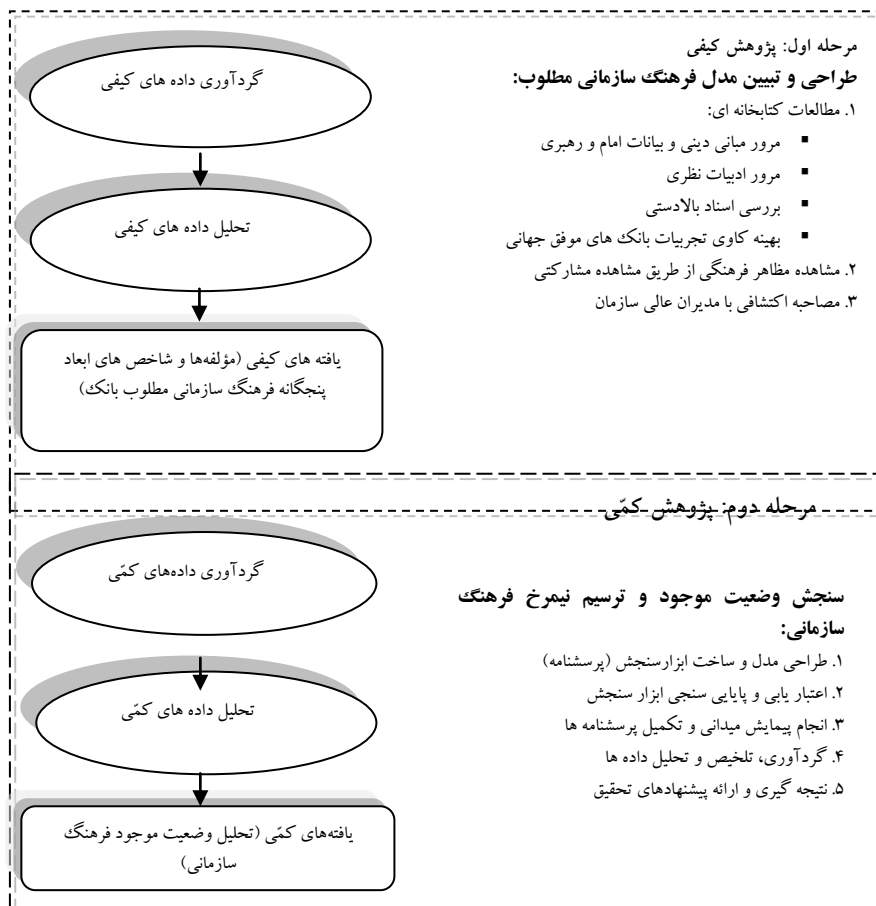 مرحله اول: پژوهش کیفی
طراحی و تبیین مدل فرهنگ سازمانی مطلوب:
۱. مطالعات کتابخانه ای:
▪ مرور مبانی دینی و بیانات امام و رهبری
▪ مرور ادبیات نظری
▪ بررسی اسناد بالادستی
▪ بهینه کاوی تجربیات بانک های موفق جهانی
۲. مشاهده مظاهر فرهنگی از طریق مشاهده مشارکتی
۳. مصاحبه اکتشافی با مدیران عالی سازمان
گردآوری داده های کیفی
تحلیل داده های کیفی
یافته های کیفی (مؤلفه‌ها و شاخص های ابعاد
پنجگانه فرهنگ سازمانی مطلوب بانک)
مرحله دوم: پژوهش کمّی
سنجش وضعیت موجود و ترسیم نیمرخ فرهنگ
سازمانی:
۱. طراحی مدل و ساخت ابزارسنجش (پرسشنامه)
۲. اعتبار یابی و پایایی سنجی ابزار سنجش
۳. انجام پیمایش میدانی و تکمیل پرسشنامه ها
۴. گردآوری، تلخیص و تحلیل داده ها
۵. نتیجه گیری و ارائه پیشنهادهای تحقیق
گردآوری داده‌های کمّی
تحلیل داده های کمّی
یافته‌های کمّی (تحلیل وضعیت موجود فرهنگ
سازمانی)